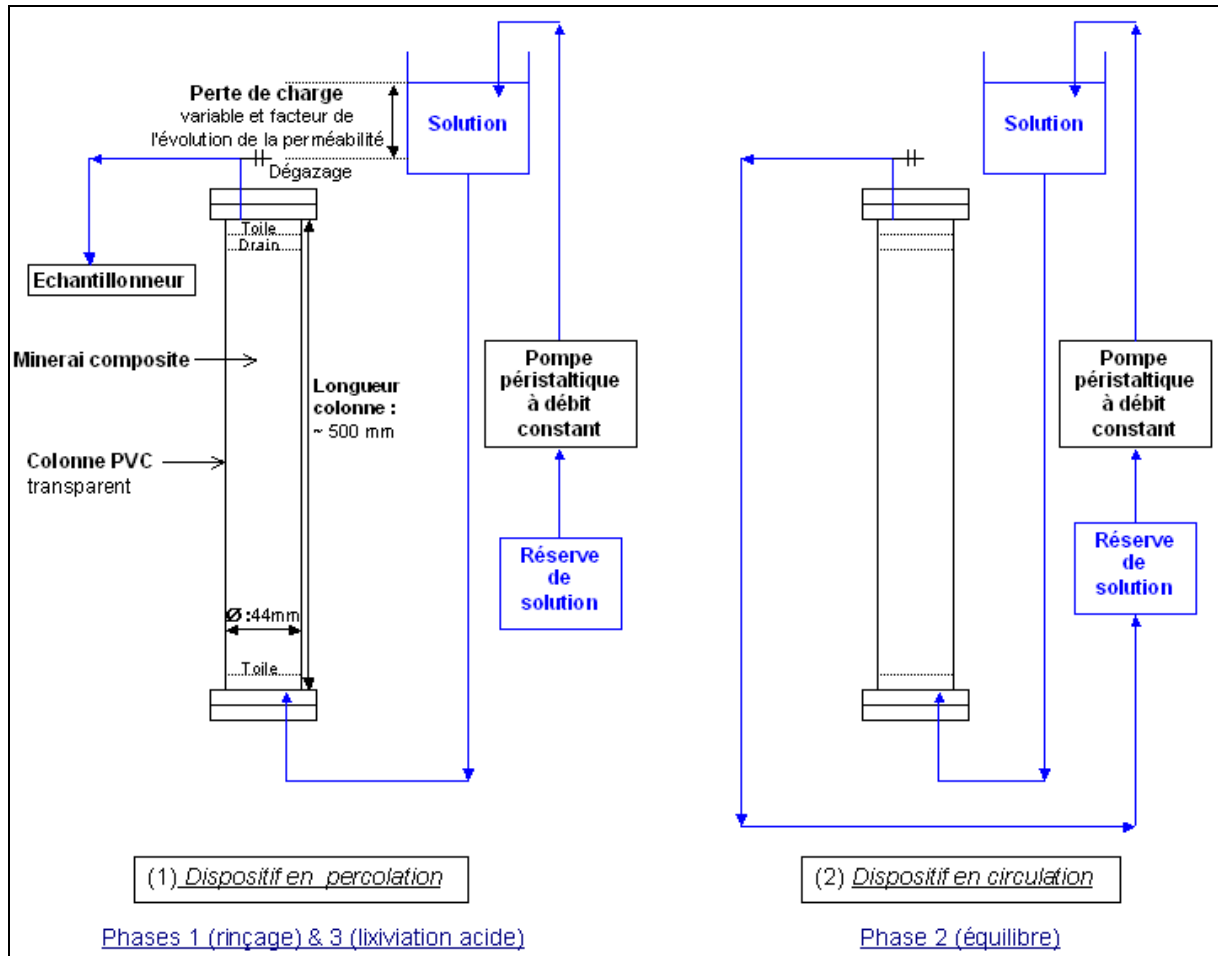 Perte de charge
variable et facteur de
l'évolution de la perméabilité
Solution
Dégazage
Toile
Drain
Echantillonneur
Minerai composite
Longueur
colonne :
~ 500 mm
Colonne PVC
transparent
Pompe
péristaltique
à débit
constant
Réserve
de
solution
Ø :44mm
Toile
(1) Dispositif en percolation
Phases 1 (rinçage) & 3 (lixiviation acide)
Solution
Pompe
péristaltique
à débit
constant
Réserve
de
solution
(2) Dispositif en circulation
Phase 2 (équilibre)